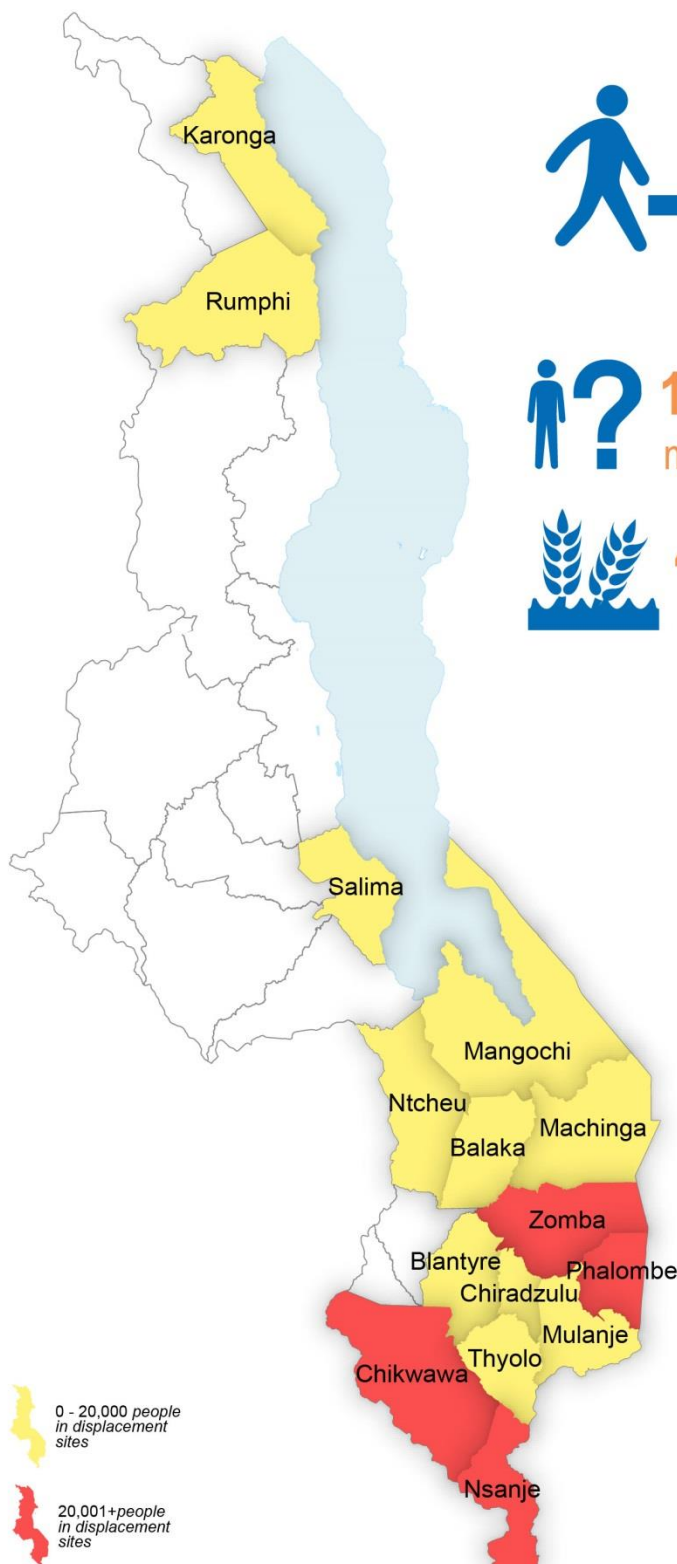 Karonga
Rumphi
?
1
Salima
Mangochi
Ntcheu
Machinga
Balaka
Zomba
Blantyre
Phalombe
Chiradzulu
Mulanje
Thyolo
Chikwawa
Nsanje
0 - 20,000 people
in displacement
sites
20,001+people
in displacement
sites